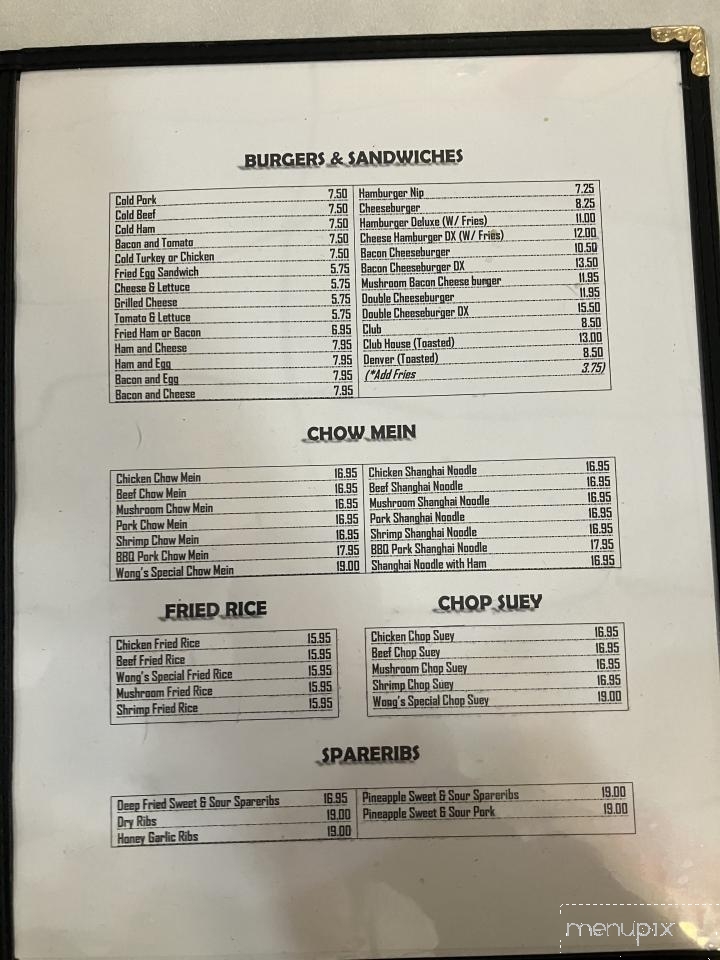 BURGERS & SANDWICHES
Cold Pork 7.50
Cold Beef 7.50
Cold Ham 7.50
Bacon and Tomato 7.50
Cold Turkey or Chicken 7.50
Fried Egg Sandwich 5.75
Cheese & Lettuce 5.75
Grilled Cheese 5.75
Tomato & Lettuce 5.75
Fried Ham or Bacon 6.95
Ham and Cheese 7.95
Ham and Egg 7.95
Bacon and Egg 7.95
Bacon and Cheese 7.95
Hamburger Nip 7.25
Cheeseburger 8.25
Hamburger Deluxe (W/ Fries) 11.00
Cheese Hamburger DX (W/ Fries) 12.00
Bacon Cheeseburger 10.50
Bacon Cheeseburger DX 13.50
Mushroom Bacon Cheese burger 11.95
Double Cheeseburger 11.95
Double Cheeseburger DX 15.50
Club 8.50
Club House (Toasted) 13.00
Denver (Toasted) 8.50
(*Add Fries 3.75)
CHOW MEIN
Chicken Chow Mein 16.95
Beef Chow Mein 16.95
Mushroom Chow Mein 16.95
Pork Chow Mein 16.95
Shrimp Chow Mein 16.95
BBQ Pork Chow Mein 17.95
Wong's Special Chow Mein 19.00
Chicken Shanghai Noodle 16.95
Beef Shanghai Noodle 16.95
Mushroom Shanghai Noodle 16.95
Pork Shanghai Noodle 16.95
Shrimp Shanghai Noodle 16.95
BBQ Pork Shanghai Noodle 17.95
Shanghai Noodle with Ham 16.95
FRIED RICE
Chicken Fried Rice 15.95
Beef Fried Rice 15.95
Wong's Special Fried Rice 15.95
Mushroom Fried Rice 15.95
Shrimp Fried Rice 15.95
CHOP SUEY
Chicken Chop Suey 16.95
Beef Chop Suey 16.95
Mushroom Chop Suey 16.95
Shrimp Chop Suey 16.95
Wong's Special Chop Suey 19.00
SPARERIBS
Deep Fried Sweet & Sour Spareribs 16.95
Dry Ribs 19.00
Honey Garlic Ribs 19.00
Pineapple Sweet & Sour Spareribs 19.00
Pineapple Sweet & Sour Pork 19.00
menupix